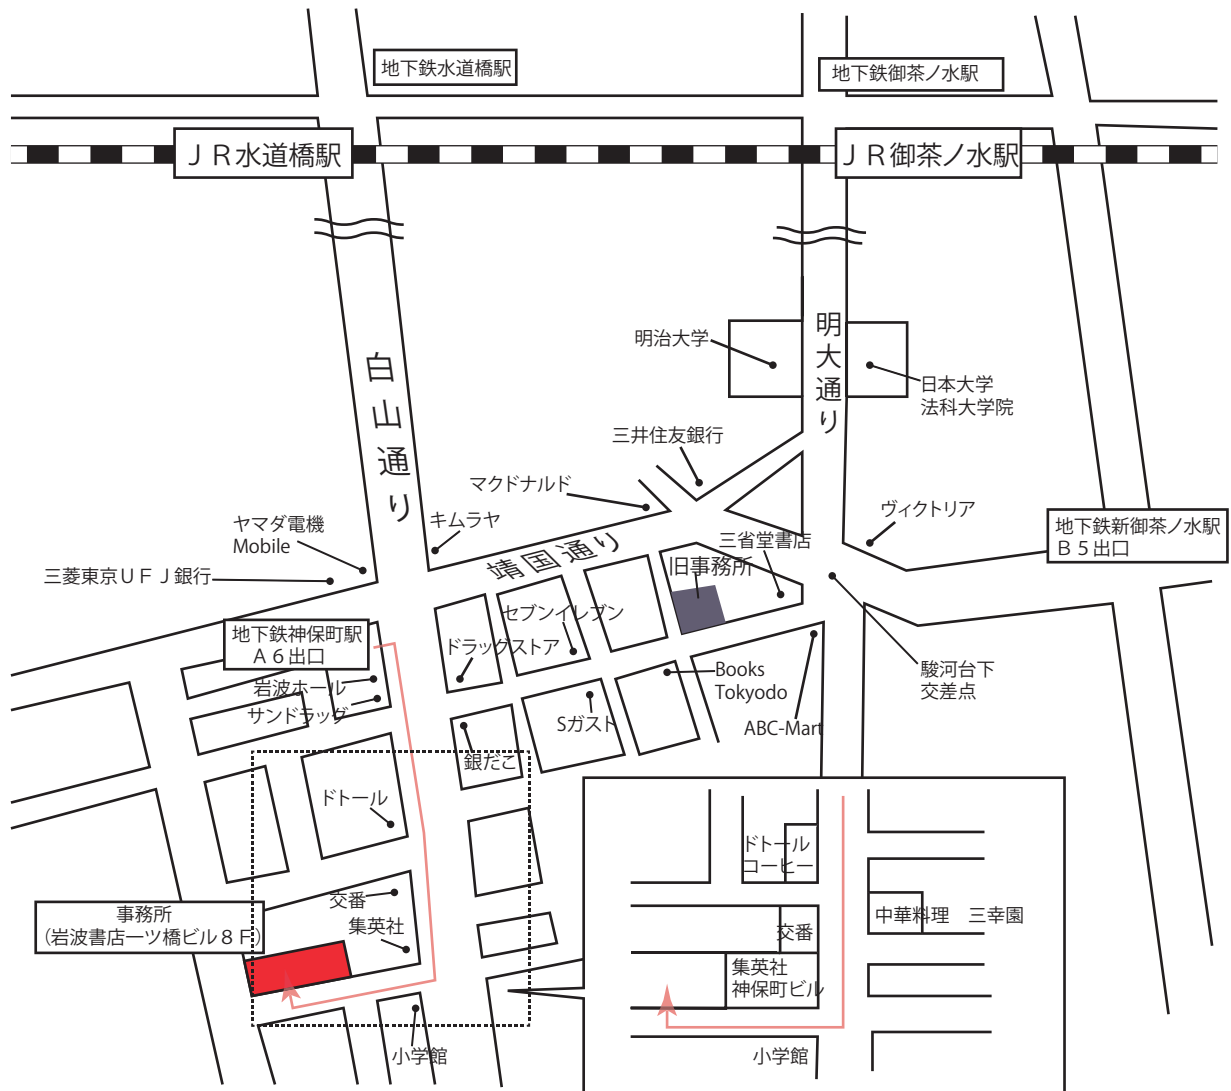 地下鉄水道橋駅
地下鉄御茶ノ水駅
ＪＲ水道橋駅
ＪＲ御茶ノ水駅
明治大学
明大通り
日本大学
法科大学院
白山通り
三井住友銀行
マクドナルド
キムラヤ
ヤマダ電機
Mobile
三菱東京ＵＦＪ銀行
靖国通り
ヴィクトリア
地下鉄新御茶ノ水駅
Ｂ５出口
三省堂書店
旧事務所
セブンイレブン
地下鉄神保町駅
Ａ６出口
ドラッグストア
岩波ホール
サンドラッグ
Books
Tokyodo
駿河台下
交差点
Sガスト
ABC-Mart
銀だこ
ドトール
ドトール
コーヒー
交番
集英社
事務所
（岩波書店一ツ橋ビル８Ｆ）
中華料理　三幸園
交番
集英社
神保町ビル
小学館
小学館